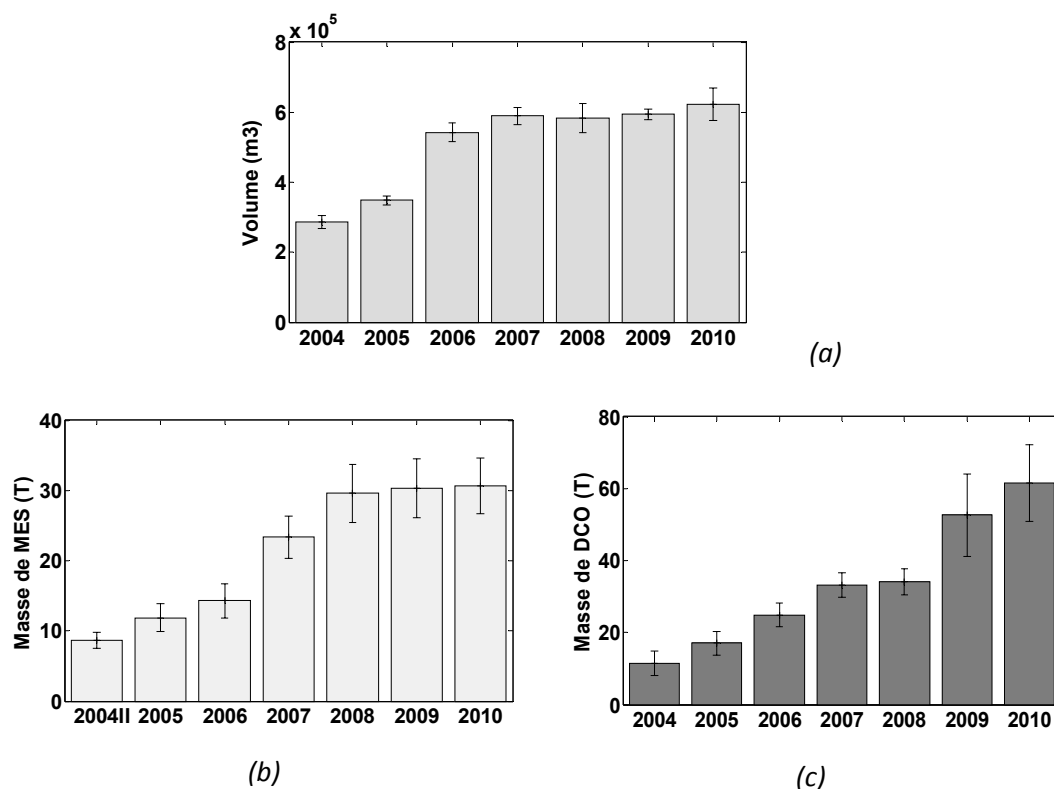 x 10⁵
8
6
4
2
0
Volume (m3)
2004 2005 2006 2007 2008 2009 2010
(a)
40
30
20
10
0
Masse de MES (T)
2004II 2005 2006 2007 2008 2009 2010
(b)
80
60
40
20
0
Masse de DCO (T)
2004 2005 2006 2007 2008 2009 2010
(c)